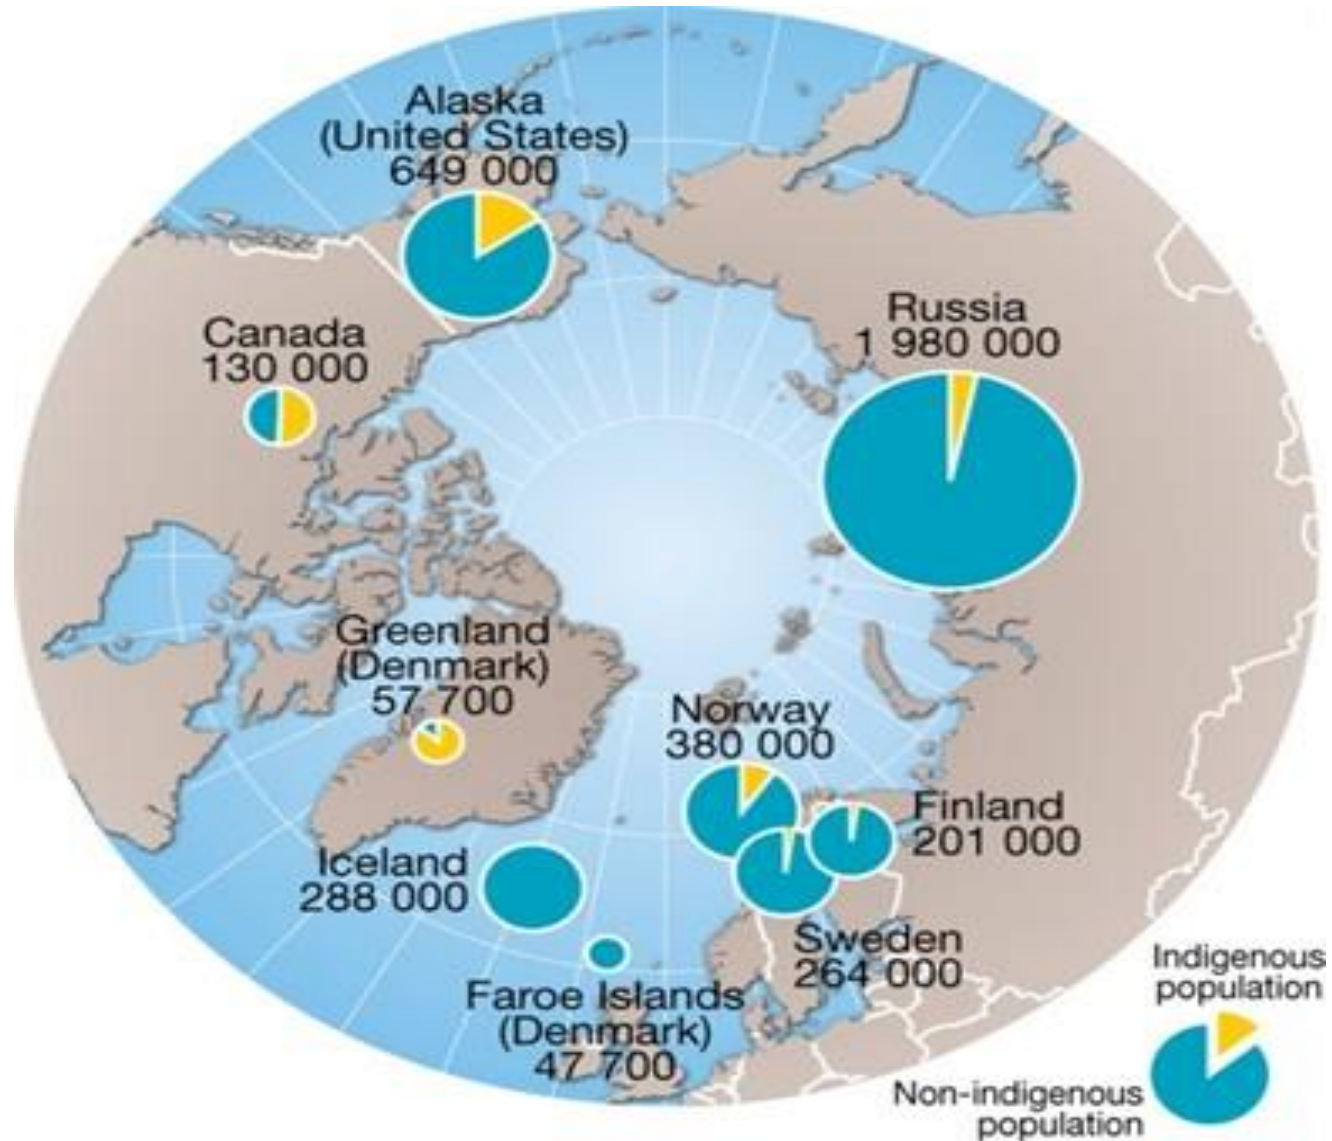 Alaska
(United States)
649 000
Russia
1 980 000
Canada
130 000
Greenland
(Denmark)
57 700
Norway
380 000
Finland
201 000
Iceland
288 000
Sweden
264 000
Faroe Islands
(Denmark)
47 700
Indigenous
population
Non-indigenous
population